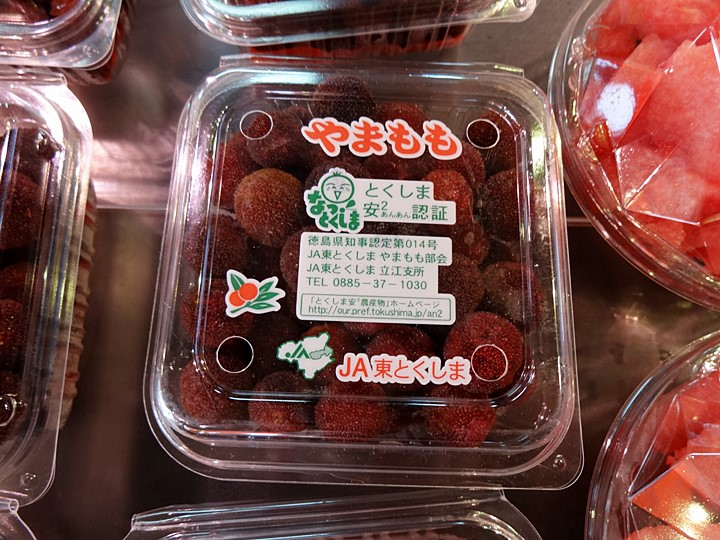 やまもも
なっ!とくしま
とくしま
安²あんあん認証
徳島県知事認定第014号
JA東とくしま やまもも部会
JA東とくしま 立江支所
TEL 0885-37-1030
「とくしま安²農産物」ホームページ
http://our.pref.tokushima.jp/an2
JA
JA東とくしま